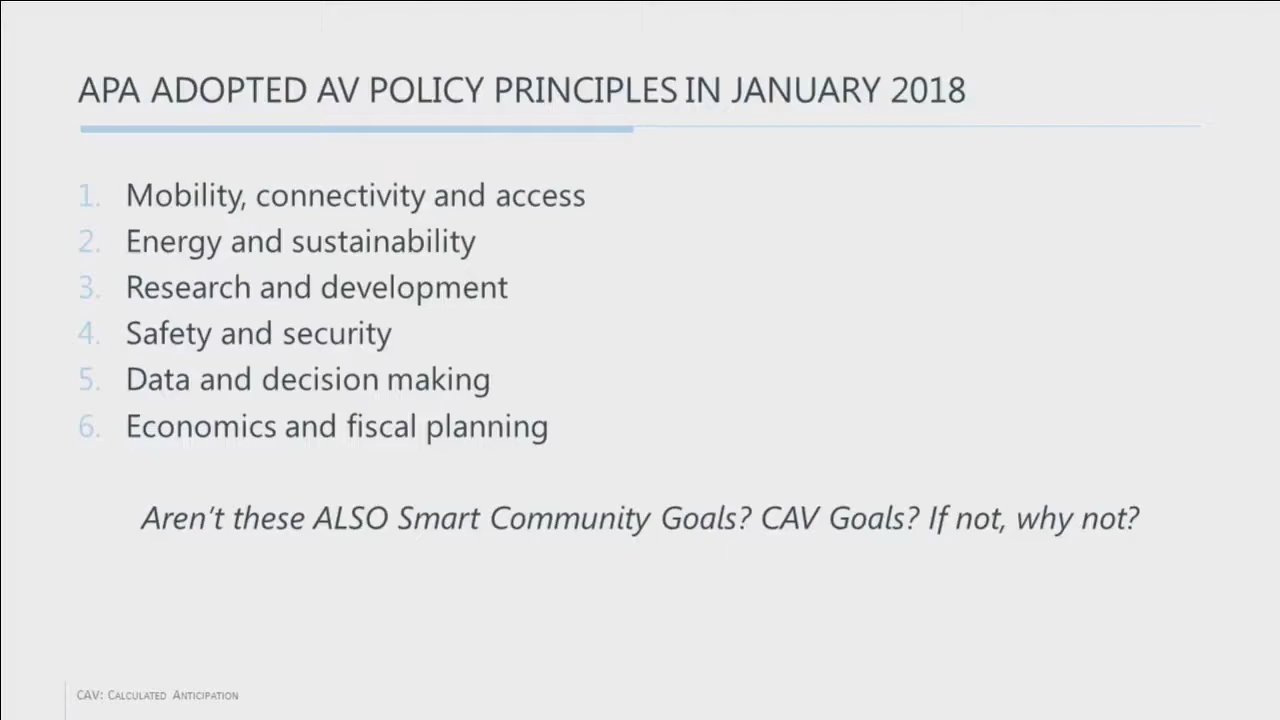 APA ADOPTED AV POLICY PRINCIPLES IN JANUARY 2018
1. Mobility, connectivity and access
2. Energy and sustainability
3. Research and development
4. Safety and security
5. Data and decision making
6. Economics and fiscal planning
Aren't these ALSO Smart Community Goals? CAV Goals? If not, why not?
CAV: Calculated Anticipation